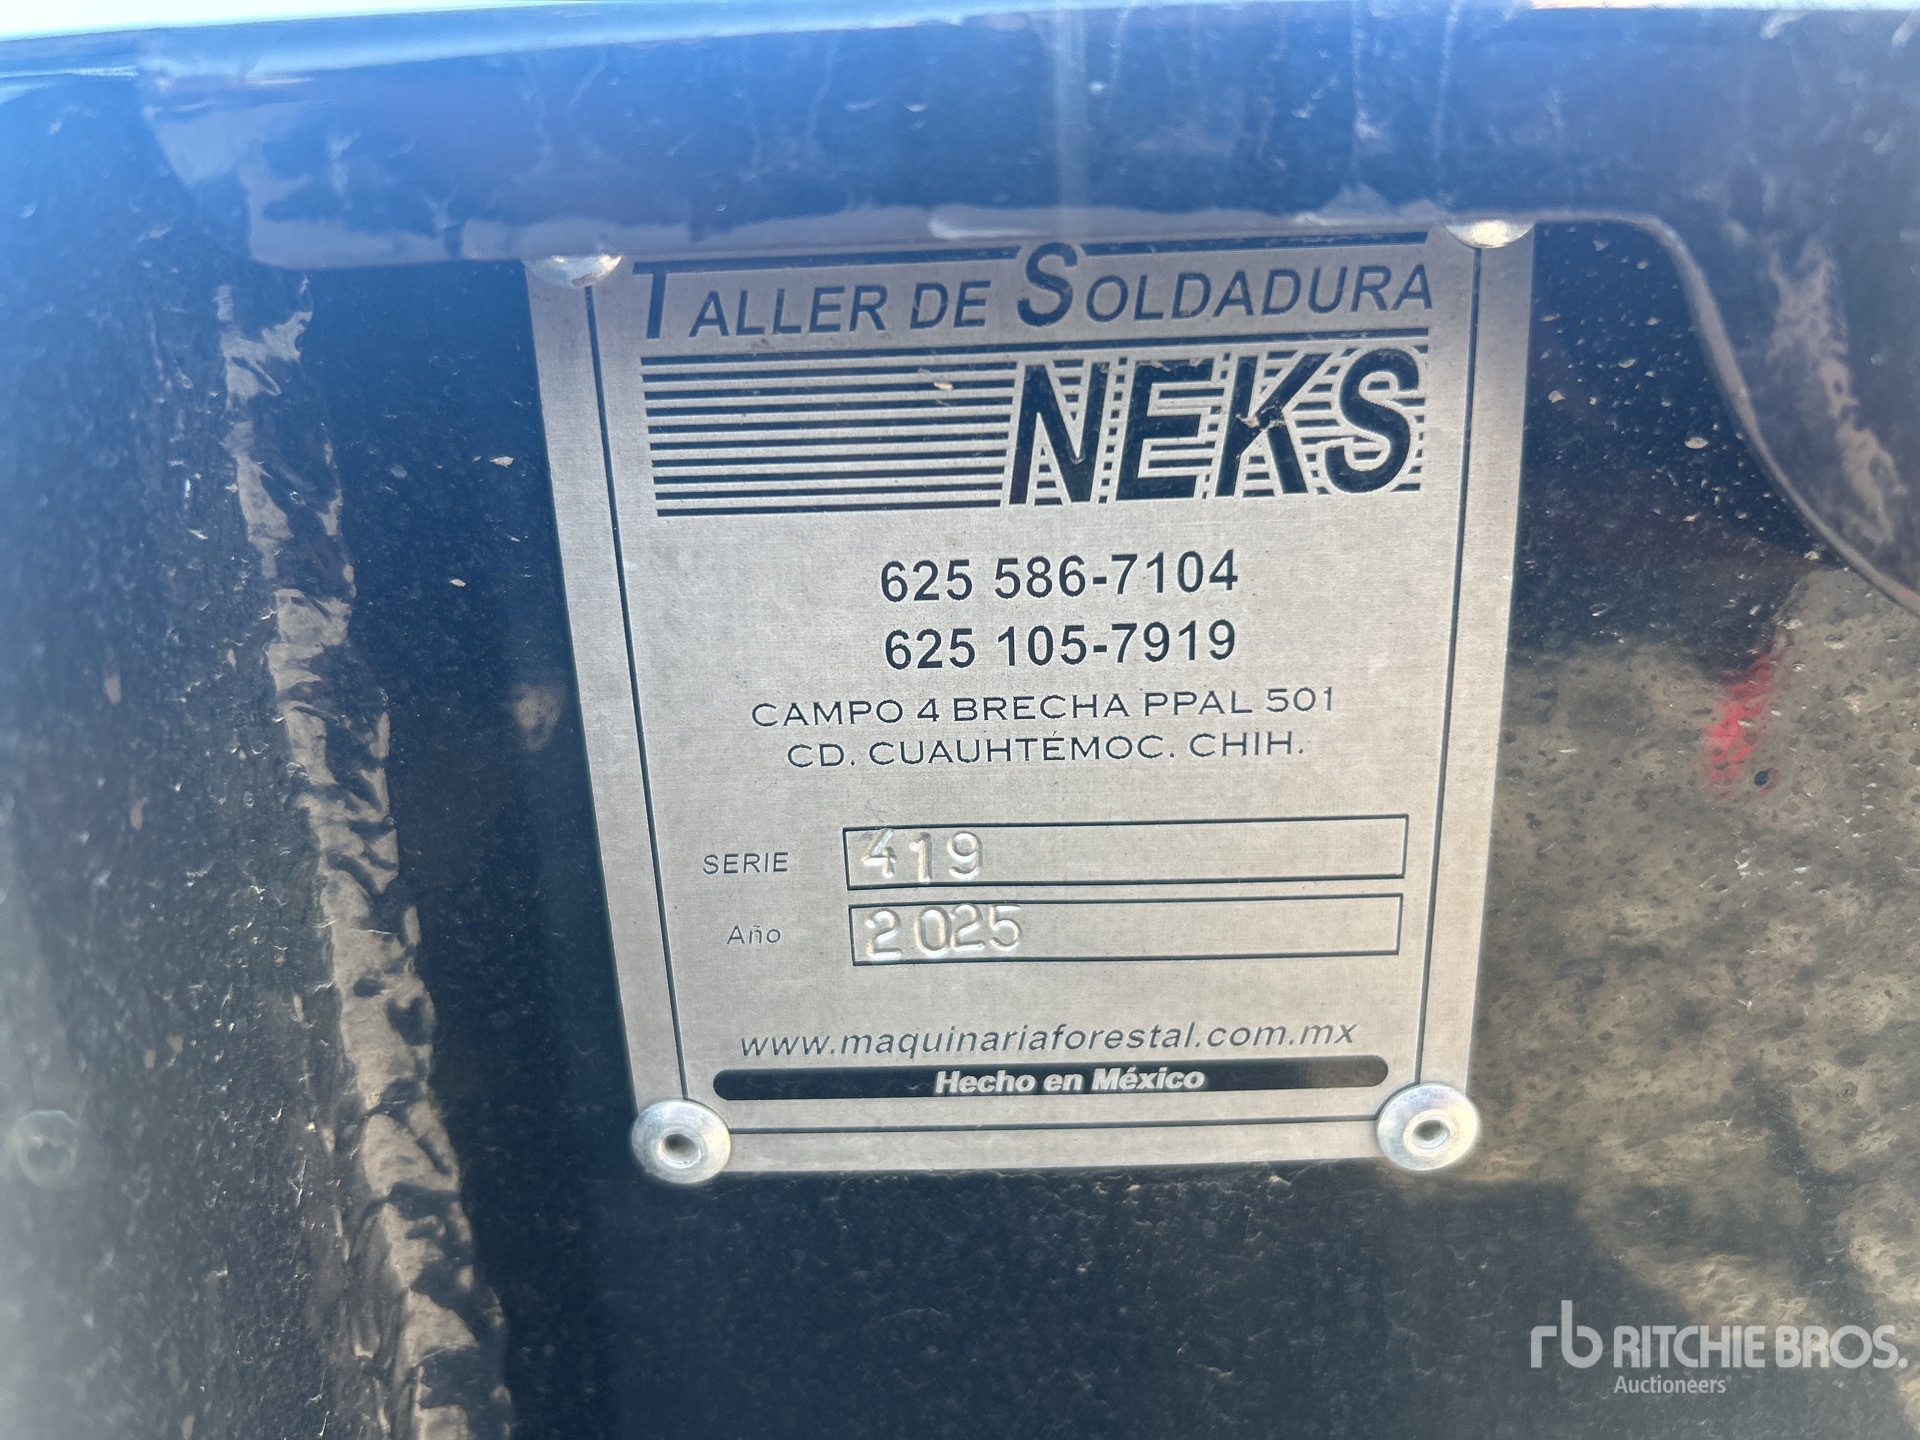 TALLER DE SOLDADURA
NEKS
625 586-7104
625 105-7919
CAMPO 4 BRECHA PPAL 501
CD. CUAUHTÉMOC. CHIH.
SERIE 419
Año 2025
www.maquinariaforestal.com.mx
Hecho en México
rb RITCHIE BROS.
Auctioneers